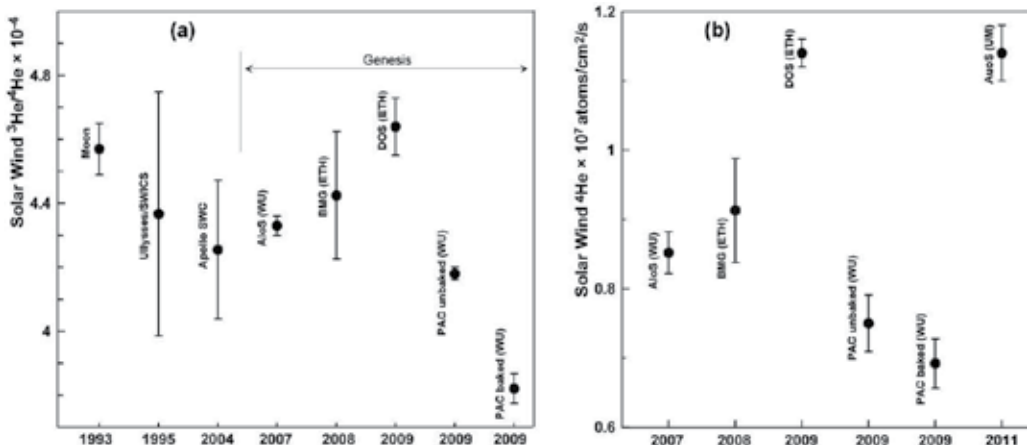 (a)
Genesis
Solar Wind ³He/⁴He × 10⁻⁴
4.8
4.4
4
Moon
Ulysses/SWICS
Apollo SWC
AloS (WU)
BMG (ETH)
DOS (ETH)
PAC unbaked (WU)
PAC baked (WU)
1993 1995 2004 2007 2008 2009 2009 2009
(b)
Solar Wind ⁴He × 10⁷ atoms/cm²/s
1.2
1
0.8
0.6
AloS (WU)
BMG (ETH)
DOS (ETH)
PAC unbaked (WU)
PAC baked (WU)
AuoS (UM)
2007 2008 2009 2009 2009 2011